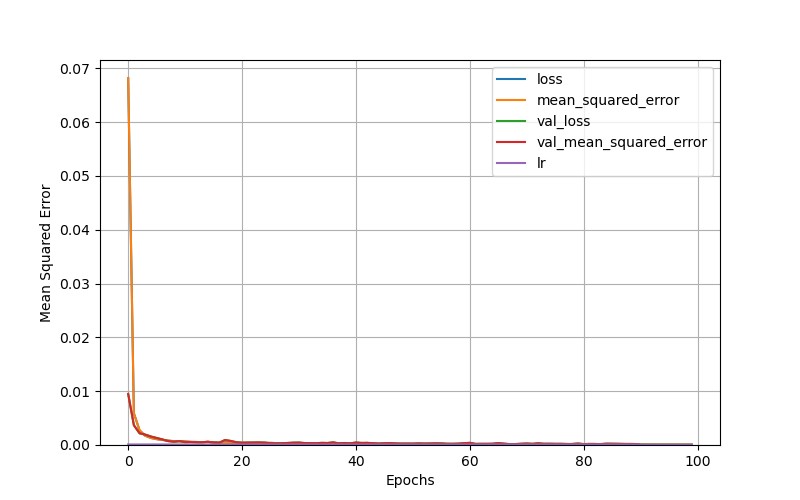 0.07
0.06
0.05
0.04
0.03
0.02
0.01
0.00
Mean Squared Error
0
20
40
60
80
100
Epochs
loss
mean_squared_error
val_loss
val_mean_squared_error
lr